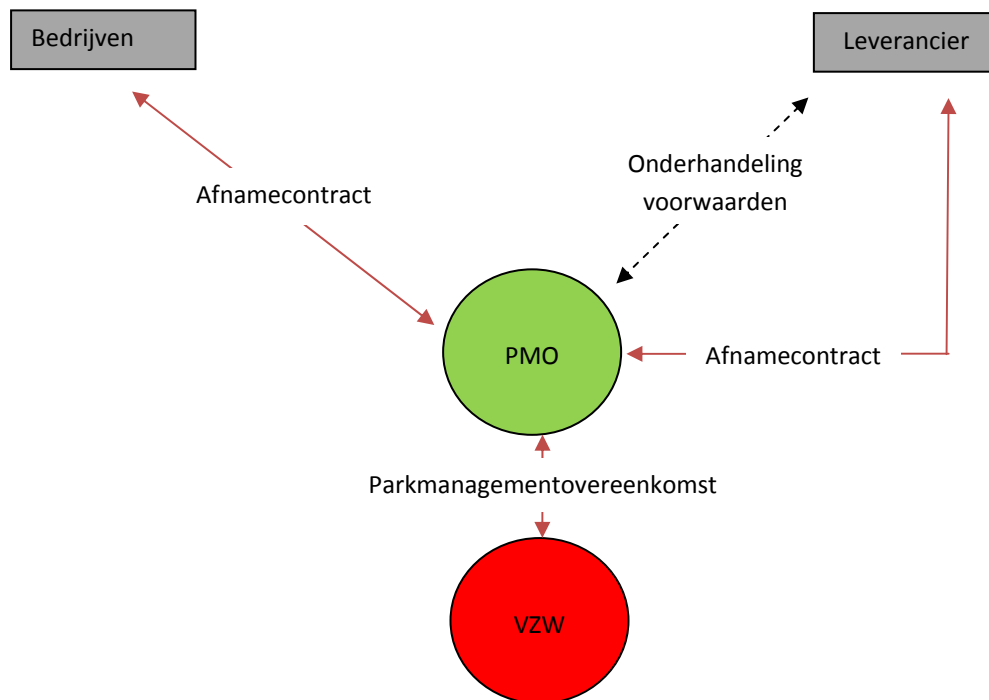 Bedrijven
Leverancier
Onderhandeling
voorwaarden
Afnamecontract
PMO
Afnamecontract
Parkmanagementovereenkomst
VZW